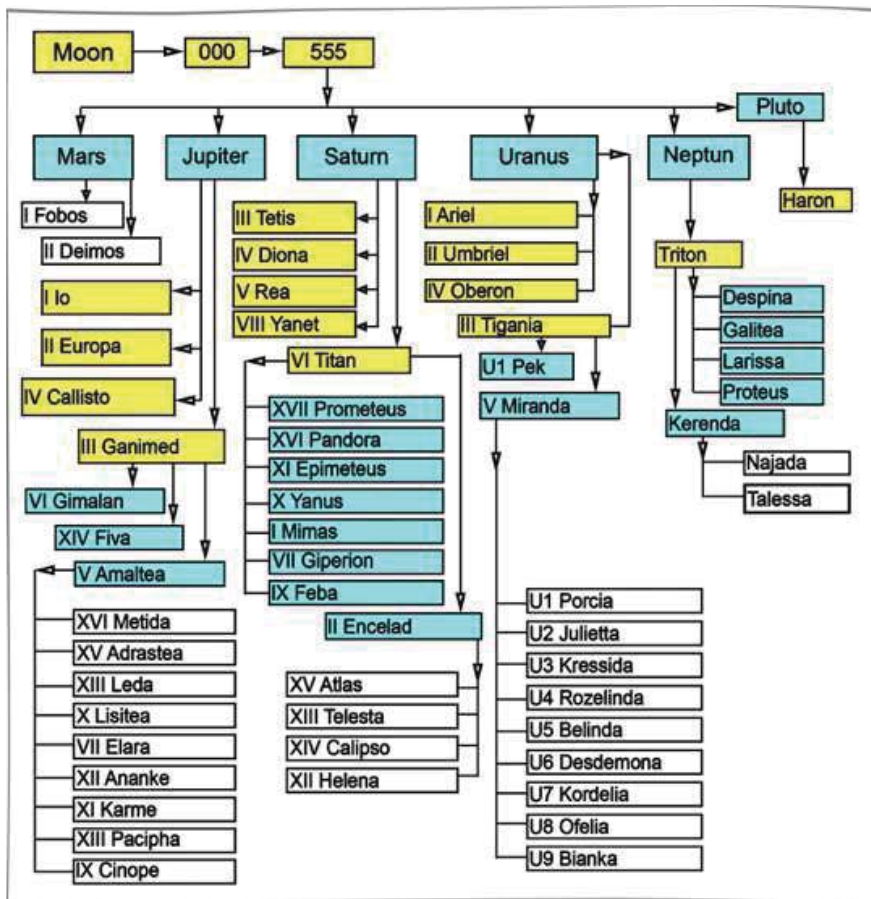 Moon
000
555
Mars
Jupiter
Saturn
Uranus
Neptun
Pluto
I Fobos
II Deimos
I Io
II Europa
IV Callisto
III Ganimed
VI Gimalan
XIV Fiva
V Amaltea
XVI Metida
XV Adrastea
XIII Leda
X Lisitea
VII Elara
XII Ananke
XI Karme
XIII Pacipha
IX Cinope
III Tetis
IV Diona
V Rea
VIII Yanet
VI Titan
XVII Prometeus
XVI Pandora
XI Epimeteus
X Yanus
I Mimas
VII Giperion
IX Feba
II Encelad
XV Atlas
XIII Telesta
XIV Calipso
XII Helena
I Ariel
II Umbriel
IV Oberon
III Tigania
U1 Pek
V Miranda
U1 Porcia
U2 Julietta
U3 Kressida
U4 Rozelinda
U5 Belinda
U6 Desdemona
U7 Kordelia
U8 Ofelia
U9 Bianka
Triton
Despina
Galitea
Larissa
Proteus
Kerenda
Najada
Talessa
Haron